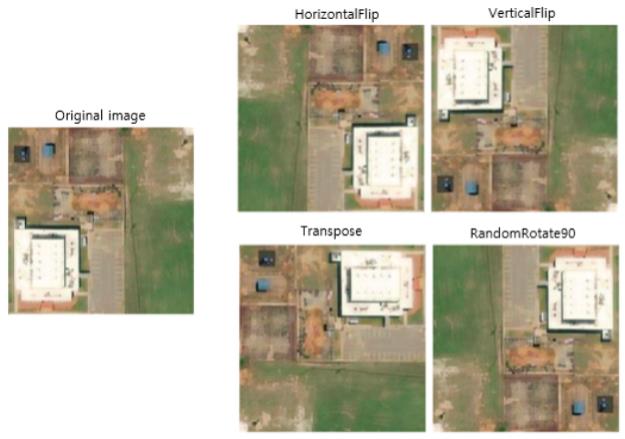 HorizontalFlip
VerticalFlip
Original image
Transpose
RandomRotate90